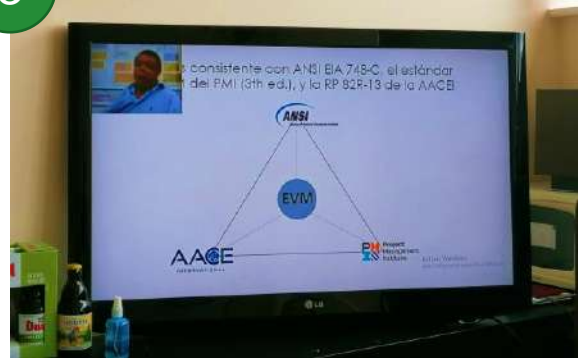 s consistente con ANSI EIA 748-C, el estándar
del PMI (3th ed.), y la RP 82R-13 de la AACEI
ANSI
EVM
AACE
Project
Management
Institute
LG